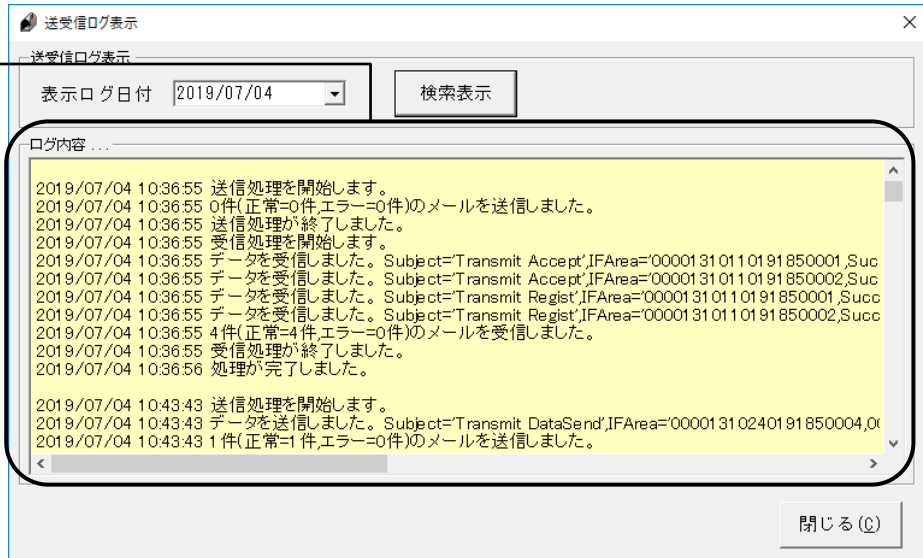 送受信ログ表示
送受信ログ表示
表示ログ日付 2019/07/04 検索表示
ログ内容 ...
2019/07/04 10:36:55 送信処理を開始します。
2019/07/04 10:36:55 0件(正常=0件,エラー=0件)のメールを送信しました。
2019/07/04 10:36:55 送信処理が終了しました。
2019/07/04 10:36:55 受信処理を開始します。
2019/07/04 10:36:55 データを受信しました。Subject='Transmit Accept',IFArea='00001310110191850001,Suc
2019/07/04 10:36:55 データを受信しました。Subject='Transmit Accept',IFArea='00001310110191850002,Suc
2019/07/04 10:36:55 データを受信しました。Subject='Transmit Regist',IFArea='00001310110191850001,Succ
2019/07/04 10:36:55 データを受信しました。Subject='Transmit Regist',IFArea='00001310110191850002,Succ
2019/07/04 10:36:55 4件(正常=4件,エラー=0件)のメールを受信しました。
2019/07/04 10:36:55 受信処理が終了しました。
2019/07/04 10:36:56 処理が完了しました。
2019/07/04 10:43:43 送信処理を開始します。
2019/07/04 10:43:43 データを送信しました。Subject='Transmit DataSend',IFArea='00001310240191850004,0(
2019/07/04 10:43:43 1件(正常=1件,エラー=0件)のメールを送信しました。
閉じる(C)